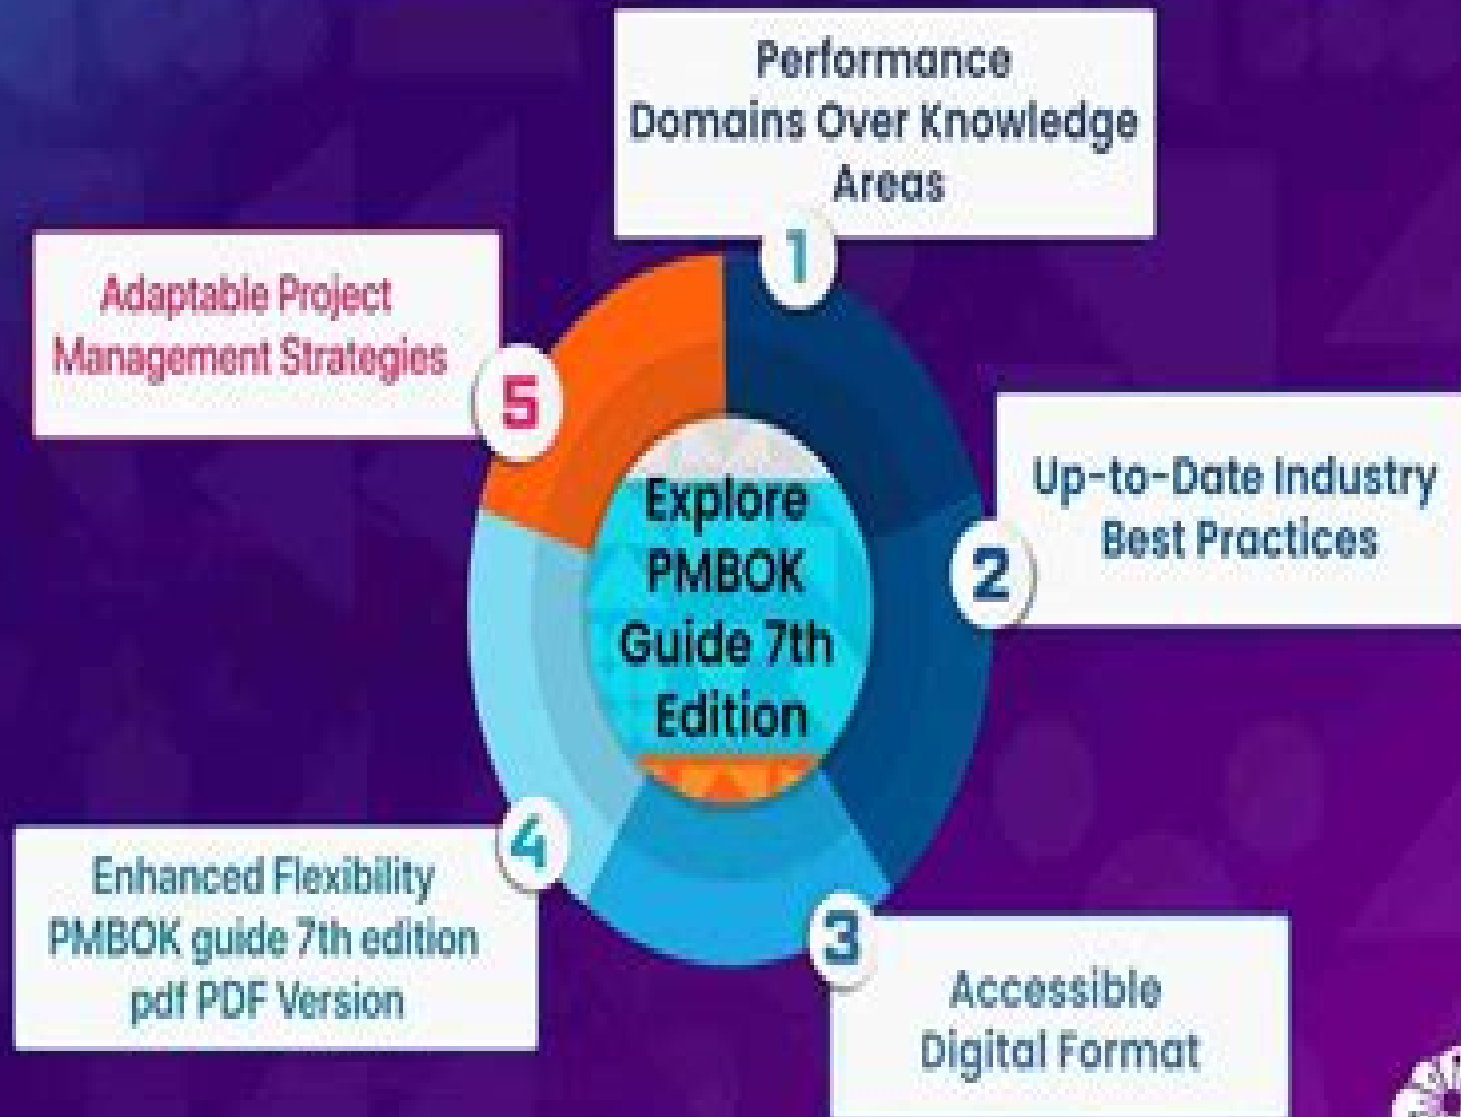 Performance
Domains Over Knowledge
Areas
1
Adaptable Project
Management Strategies
5
Up-to-Date Industry
Best Practices
2
Explore
PMBOK
Guide 7th
Edition
4
Enhanced Flexibility
PMBOK guide 7th edition
pdf PDF Version
3
Accessible
Digital Format